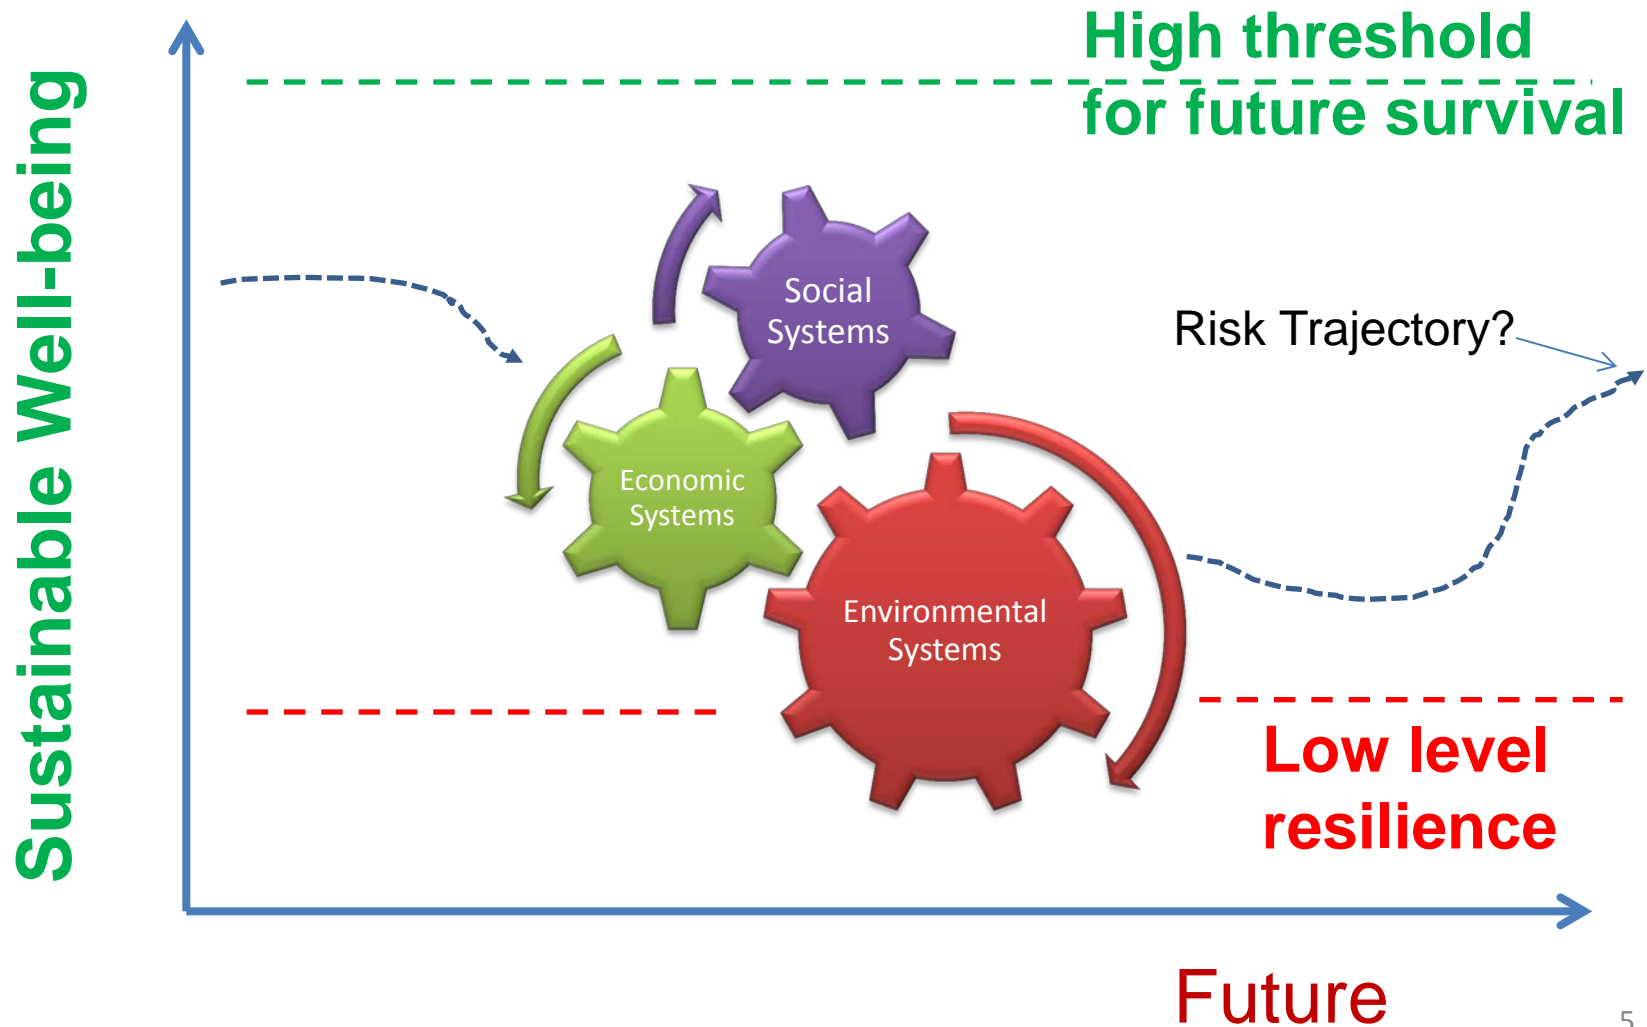 High threshold
for future survival
Sustainable Well-being
Social
Systems
Risk Trajectory?
Economic
Systems
Environmental
Systems
Low level
resilience
Future
5